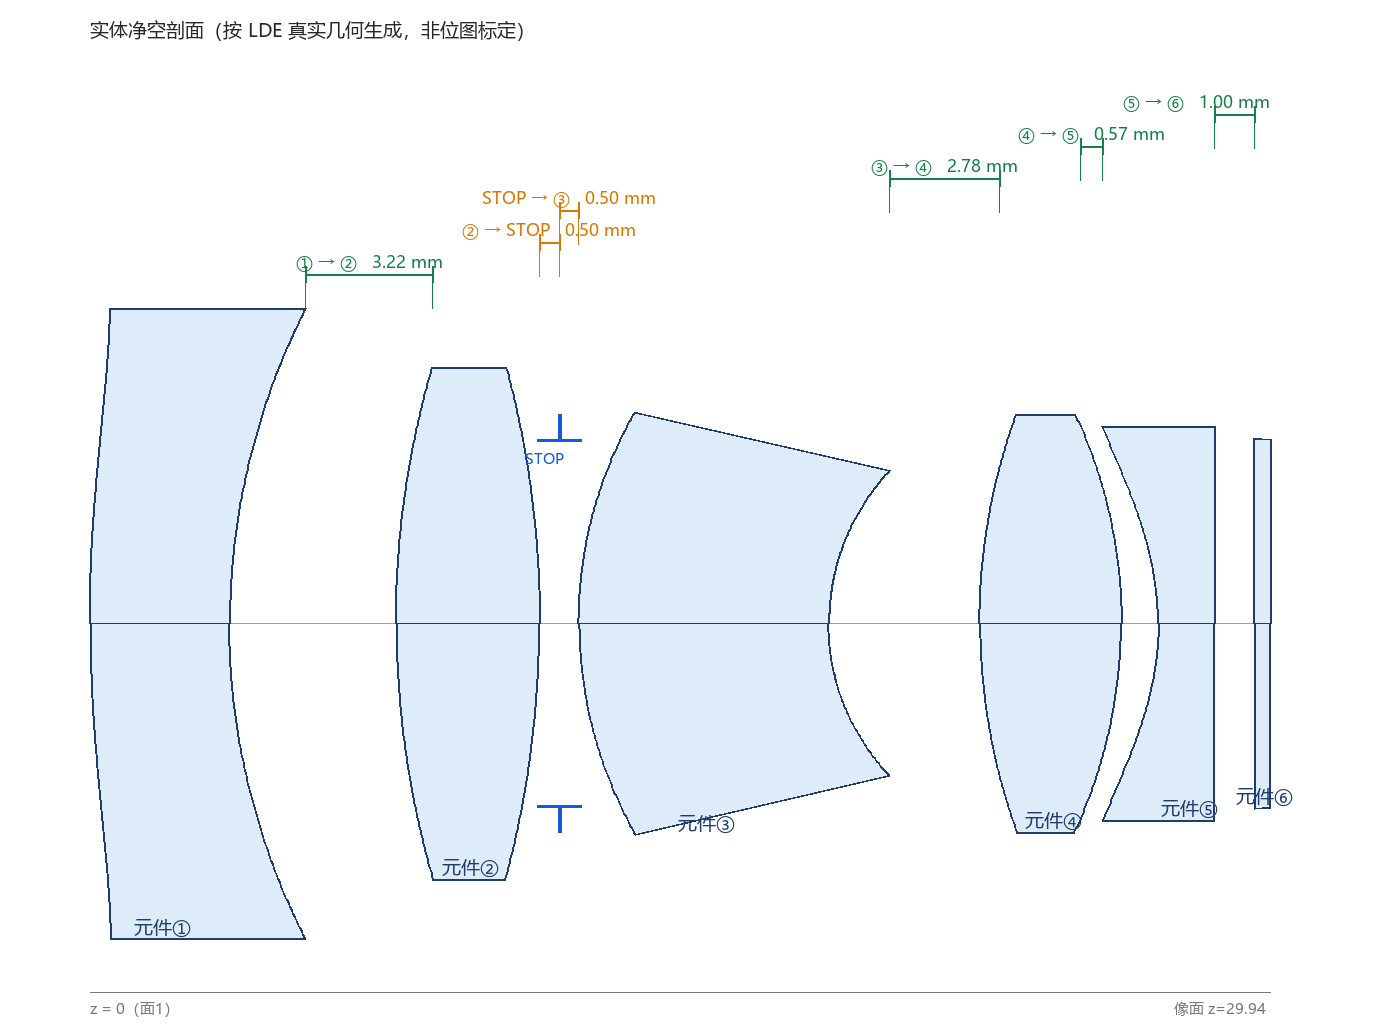 实体净空剖面（按 LDE 真实几何生成，非位图标定）
⑤ → ⑥ 1.00 mm
④ → ⑤ 0.57 mm
③ → ④ 2.78 mm
STOP → ③ 0.50 mm
② → STOP 0.50 mm
① → ② 3.22 mm
STOP
元件⑥
元件⑤
元件④
元件③
元件②
元件①
z = 0（面1）
像面 z=29.94